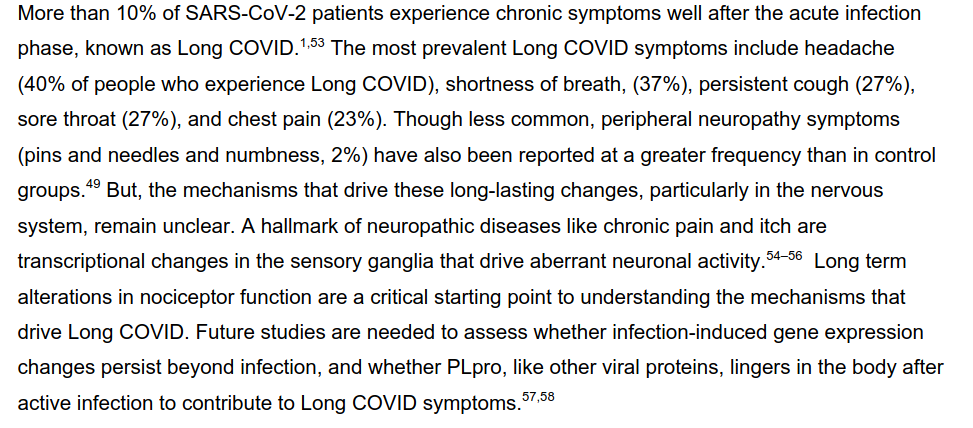 More than 10% of SARS-CoV-2 patients experience chronic symptoms well after the acute infection
phase, known as Long COVID.1,53 The most prevalent Long COVID symptoms include headache
(40% of people who experience Long COVID), shortness of breath, (37%), persistent cough (27%),
sore throat (27%), and chest pain (23%). Though less common, peripheral neuropathy symptoms
(pins and needles and numbness, 2%) have also been reported at a greater frequency than in control
groups.49 But, the mechanisms that drive these long-lasting changes, particularly in the nervous
system, remain unclear. A hallmark of neuropathic diseases like chronic pain and itch are
transcriptional changes in the sensory ganglia that drive aberrant neuronal activity.54–56 Long term
alterations in nociceptor function are a critical starting point to understanding the mechanisms that
drive Long COVID. Future studies are needed to assess whether infection-induced gene expression
changes persist beyond infection, and whether PLpro, like other viral proteins, lingers in the body after
active infection to contribute to Long COVID symptoms.57,58